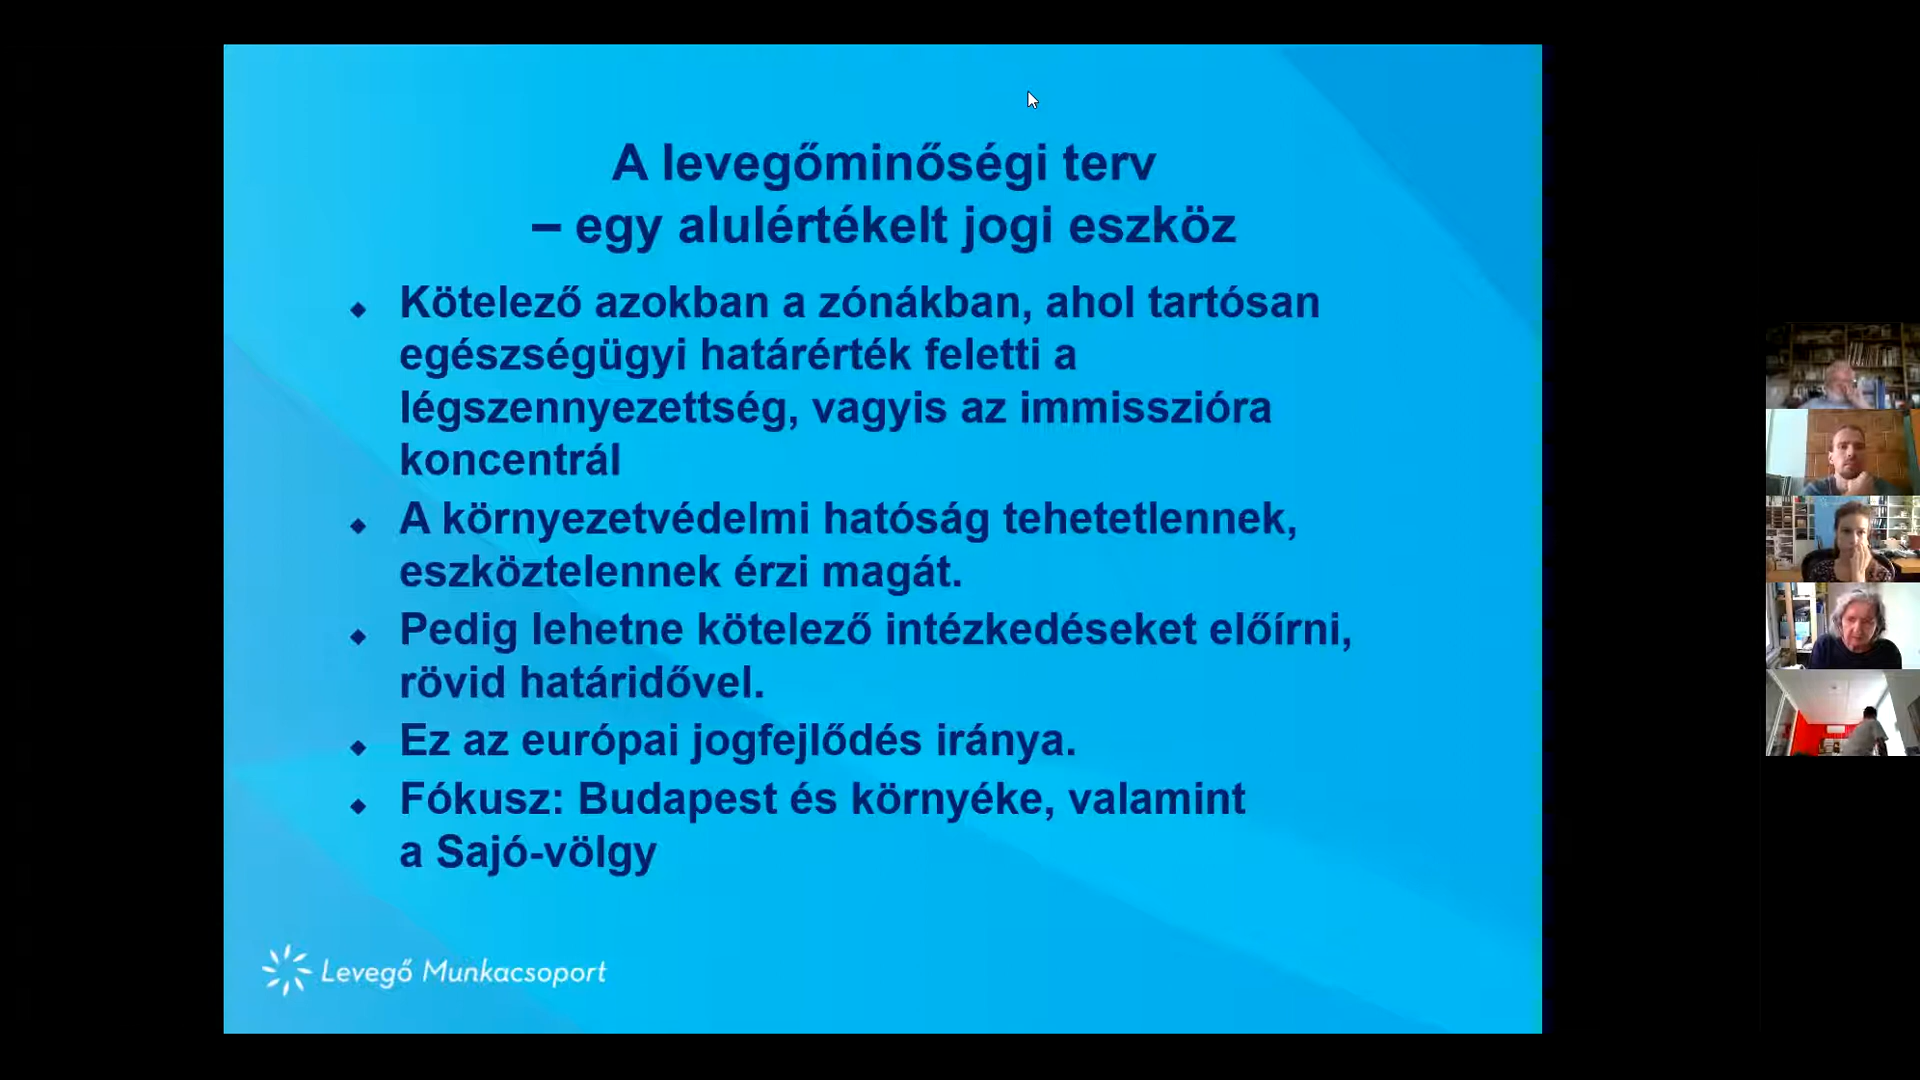 A levegőminőségi terv
– egy alulértékelt jogi eszköz
Kötelező azokban a zónákban, ahol tartósan
egészségügyi határérték feletti a
légszennyezettség, vagyis az immisszióra
koncentrál
A környezetvédelmi hatóság tehetetlennek,
eszköztelennek érzi magát.
Pedig lehetne kötelező intézkedéseket előírni,
rövid határidővel.
Ez az európai jogfejlődés iránya.
Fókusz: Budapest és környéke, valamint
a Sajó-völgy
Levegő Munkacsoport